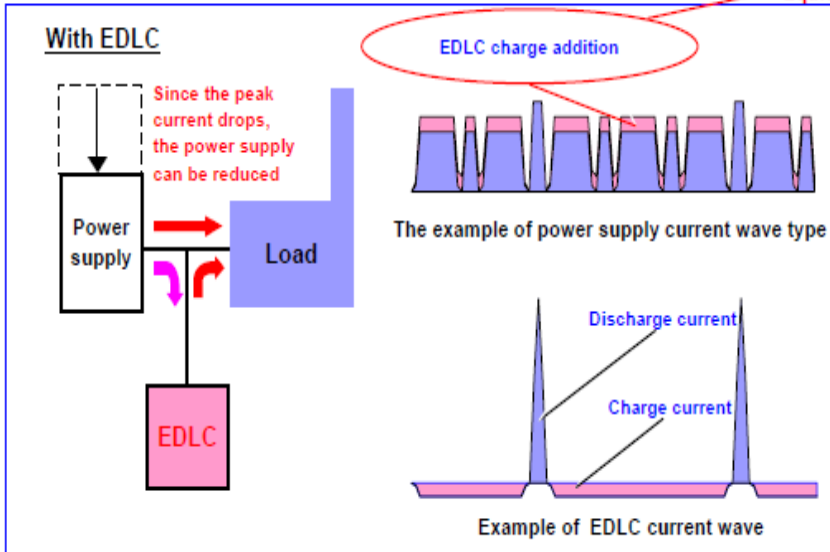 With EDLC
EDLC charge addition
Since the peak
current drops,
the power supply
can be reduced
Power
supply
Load
EDLC
The example of power supply current wave type
Discharge current
Charge current
Example of EDLC current wave